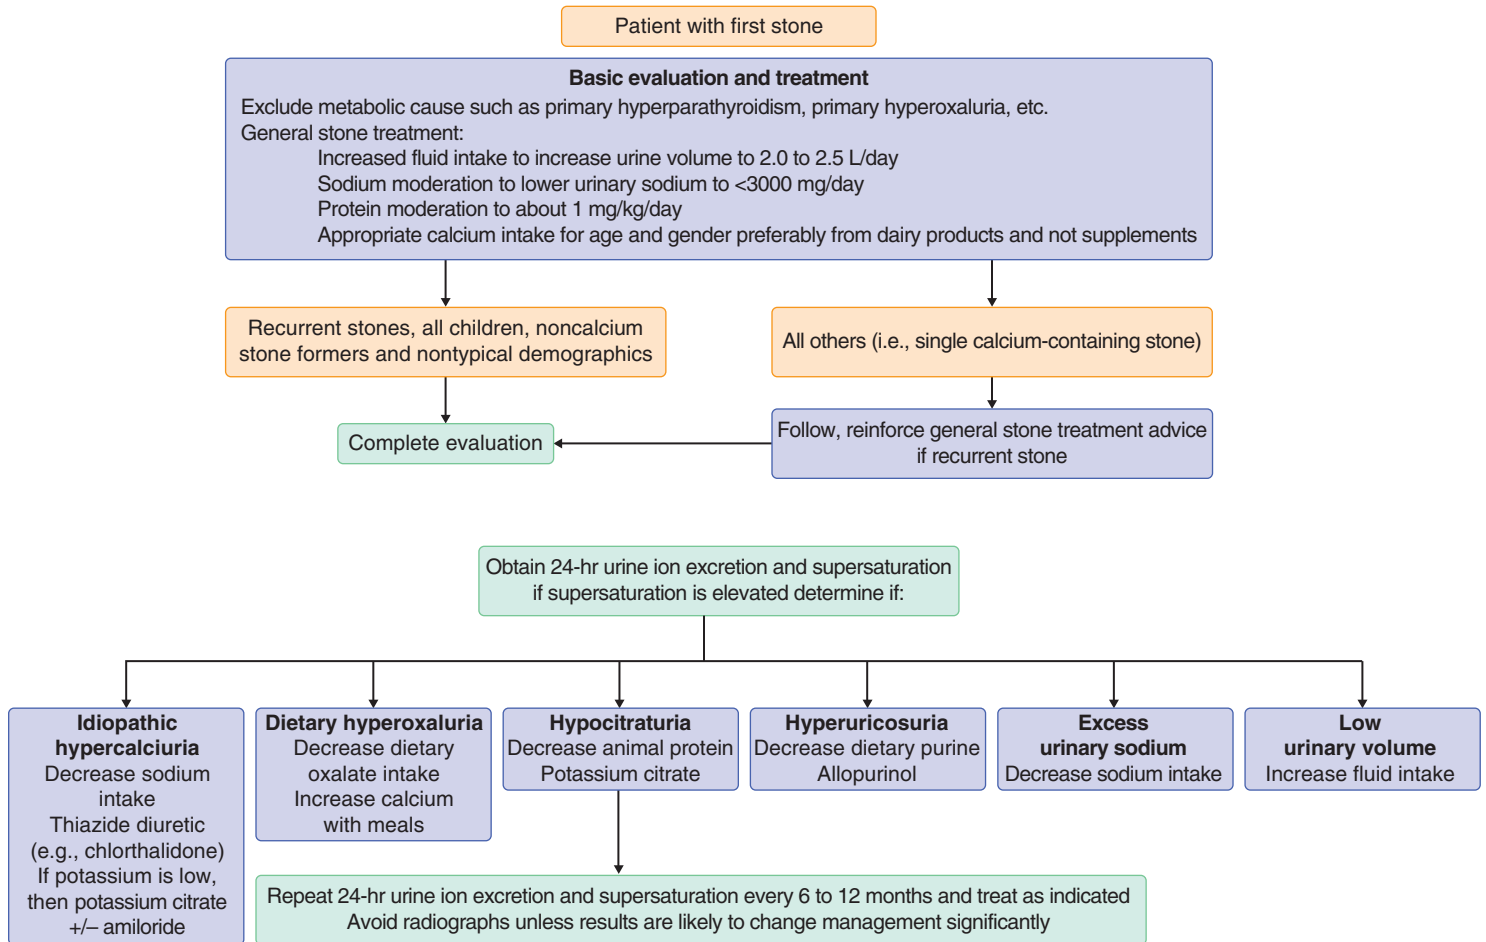 Patient with first stone
Basic evaluation and treatment
Exclude metabolic cause such as primary hyperparathyroidism, primary hyperoxaluria, etc.
General stone treatment:
Increased fluid intake to increase urine volume to 2.0 to 2.5 L/day
Sodium moderation to lower urinary sodium to <3000 mg/day
Protein moderation to about 1 mg/kg/day
Appropriate calcium intake for age and gender preferably from dairy products and not supplements
Recurrent stones, all children, noncalcium
stone formers and nontypical demographics
All others (i.e., single calcium-containing stone)
Complete evaluation
Follow, reinforce general stone treatment advice
if recurrent stone
Obtain 24-hr urine ion excretion and supersaturation
if supersaturation is elevated determine if:
Idiopathic
hypercalciuria
Decrease sodium
intake
Thiazide diuretic
(e.g., chlorthalidone)
If potassium is low,
then potassium citrate
+/– amiloride
Dietary hyperoxaluria
Decrease dietary
oxalate intake
Increase calcium
with meals
Hypocitraturia
Decrease animal protein
Potassium citrate
Hyperuricosuria
Decrease dietary purine
Allopurinol
Excess
urinary sodium
Decrease sodium intake
Low
urinary volume
Increase fluid intake
Repeat 24-hr urine ion excretion and supersaturation every 6 to 12 months and treat as indicated
Avoid radiographs unless results are likely to change management significantly